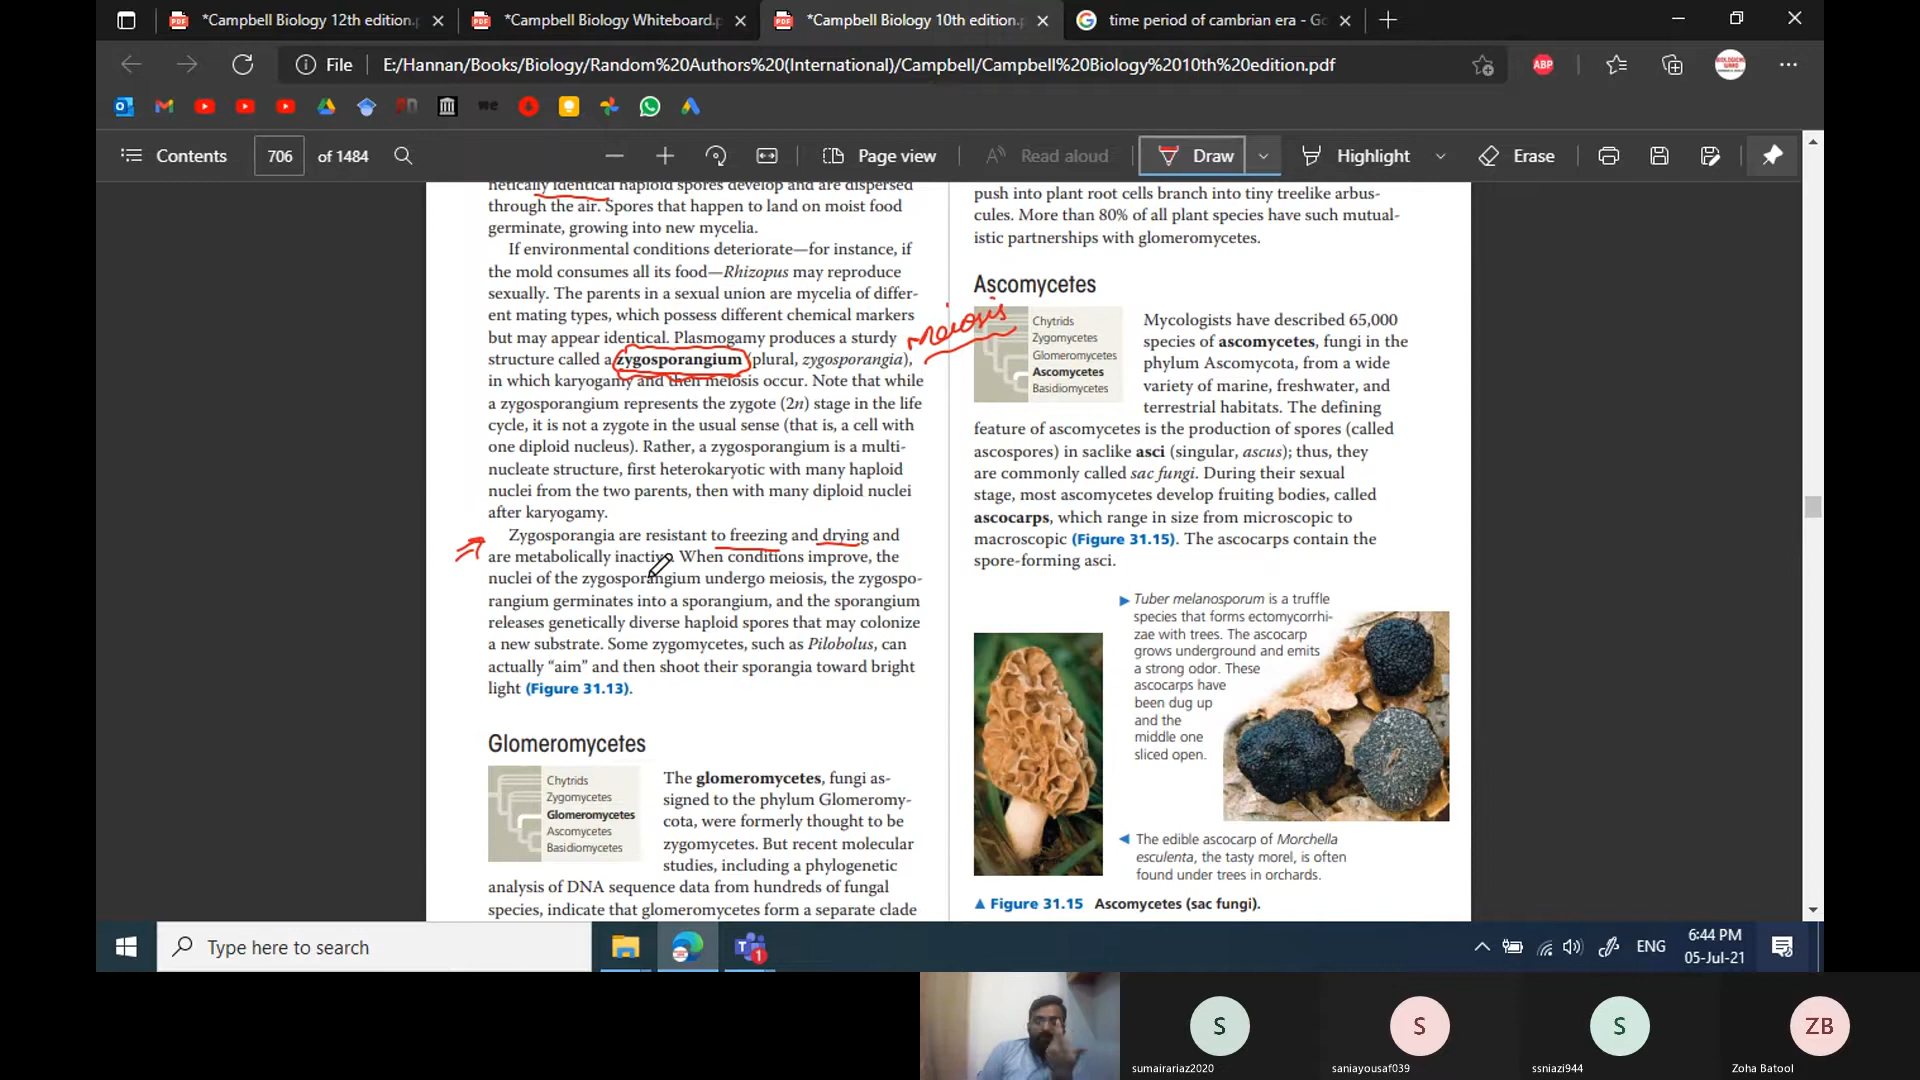 *Campbell Biology 12th edition.p
*Campbell Biology Whiteboard.p
*Campbell Biology 10th edition.p
time period of cambrian era - Go
File
E:/Hannan/Books/Biology/Random%20Authors%20(International)/Campbell/Campbell%20Biology%2010th%20edition.pdf
ABP
Contents
706
of 1484
Page view
Read aloud
Draw
Highlight
Erase
netically identical haploid spores develop and are dispersed
through the air. Spores that happen to land on moist food
germinate, growing into new mycelia.
If environmental conditions deteriorate—for instance, if
the mold consumes all its food—Rhizopus may reproduce
sexually. The parents in a sexual union are mycelia of differ-
ent mating types, which possess different chemical markers
but may appear identical. Plasmogamy produces a sturdy
structure called a zygosporangium (plural, zygosporangia),
in which karyogamy and then meiosis occur. Note that while
a zygosporangium represents the zygote (2n) stage in the life
cycle, it is not a zygote in the usual sense (that is, a cell with
one diploid nucleus). Rather, a zygosporangium is a multi-
nucleate structure, first heterokaryotic with many haploid
nuclei from the two parents, then with many diploid nuclei
after karyogamy.
Zygosporangia are resistant to freezing and drying and
are metabolically inactive. When conditions improve, the
nuclei of the zygosporangium undergo meiosis, the zygospo-
rangium germinates into a sporangium, and the sporangium
releases genetically diverse haploid spores that may colonize
a new substrate. Some zygomycetes, such as Pilobolus, can
actually “aim” and then shoot their sporangia toward bright
light (Figure 31.13).
Glomeromycetes
Chytrids
Zygomycetes
Glomeromycetes
Ascomycetes
Basidiomycetes
The glomeromycetes, fungi as-
signed to the phylum Glomeromy-
cota, were formerly thought to be
zygomycetes. But recent molecular
studies, including a phylogenetic
analysis of DNA sequence data from hundreds of fungal
species, indicate that glomeromycetes form a separate clade
meiosis
push into plant root cells branch into tiny treelike arbus-
cules. More than 80% of all plant species have such mutual-
istic partnerships with glomeromycetes.
Ascomycetes
Chytrids
Zygomycetes
Glomeromycetes
Ascomycetes
Basidiomycetes
Mycologists have described 65,000
species of ascomycetes, fungi in the
phylum Ascomycota, from a wide
variety of marine, freshwater, and
terrestrial habitats. The defining
feature of ascomycetes is the production of spores (called
ascospores) in saclike asci (singular, ascus); thus, they
are commonly called sac fungi. During their sexual
stage, most ascomycetes develop fruiting bodies, called
ascocarps, which range in size from microscopic to
macroscopic (Figure 31.15). The ascocarps contain the
spore-forming asci.
▶ Tuber melanosporum is a truffle
species that forms ectomycorrhi-
zae with trees. The ascocarp
grows underground and emits
a strong odor. These
ascocarps have
been dug up
and the
middle one
sliced open.
◀ The edible ascocarp of Morchella
esculenta, the tasty morel, is often
found under trees in orchards.
▲ Figure 31.15 Ascomycetes (sac fungi).
Type here to search
1
ENG
6:44 PM
05-Jul-21
S
S
S
ZB
sumairariaz2020
saniayousaf039
ssniazi944
Zoha Batool